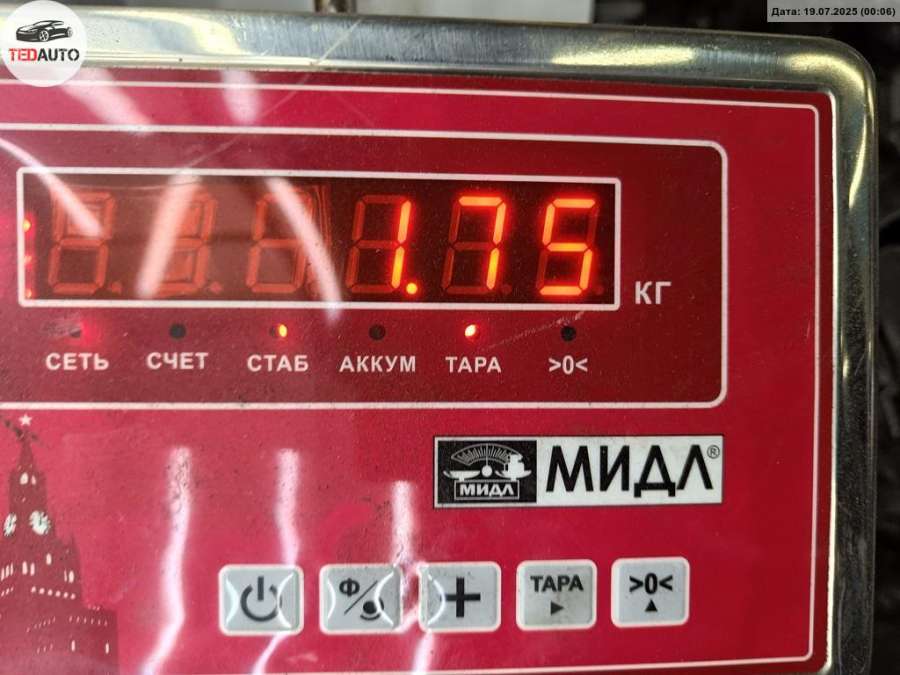 TEDAUTO
Дата: 19.07.2025 (00:06)
1.75
КГ
СЕТЬ СЧЕТ СТАБ АККУМ ТАРА >0<
МИДЛ МИДЛ®
Ф ТАРА >0<